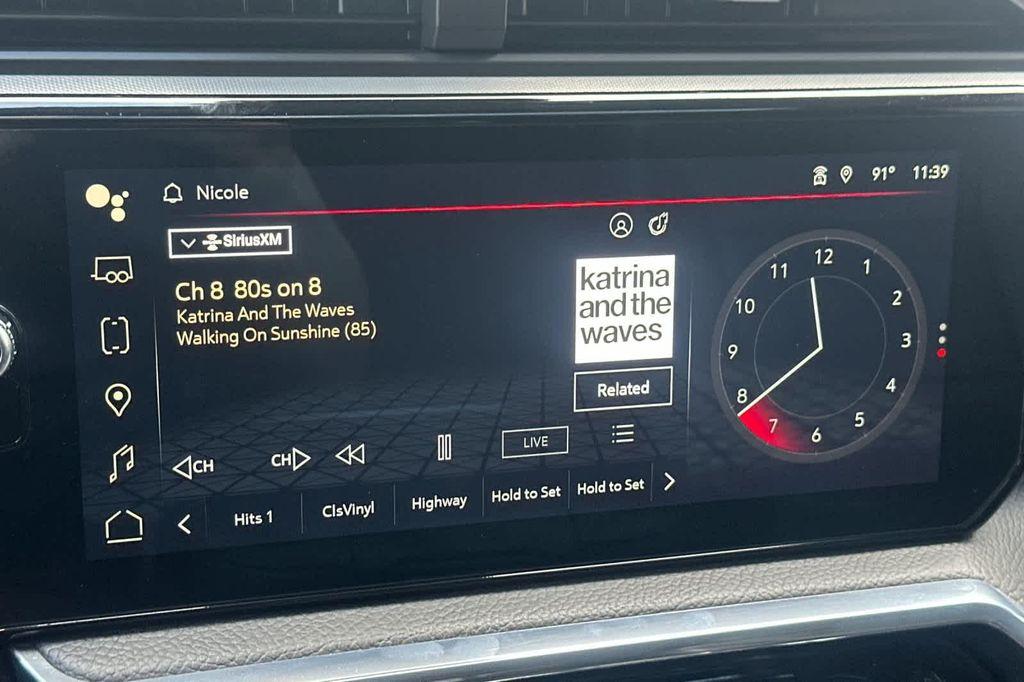 Nicole
91° 11:39
SiriusXM
Ch 8 80s on 8
Katrina And The Waves
Walking On Sunshine (85)
katrina
and the
waves
Related
12
1
2
3
4
5
6
7
8
9
10
11
CH
CH
LIVE
Hits 1
ClsVinyl
Highway
Hold to Set
Hold to Set